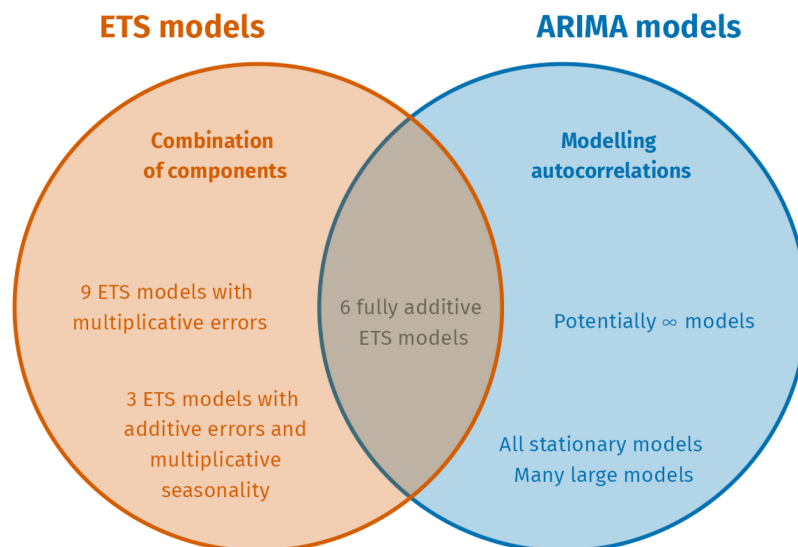 ETS models
ARIMA models
Combination
of components
Modelling
autocorrelations
9 ETS models with
multiplicative errors
6 fully additive
ETS models
Potentially ∞ models
3 ETS models with
additive errors and
multiplicative
seasonality
All stationary models
Many large models